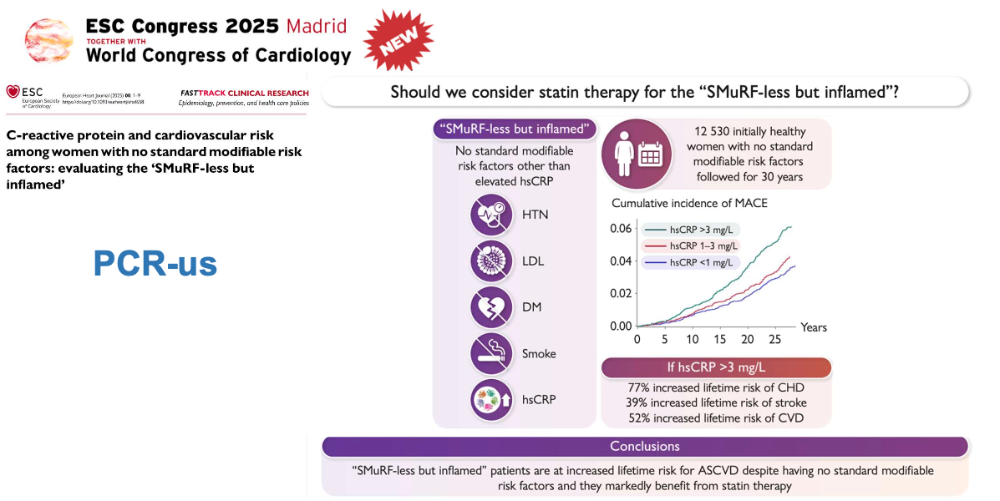 ESC Congress 2025 Madrid
TOGETHER WITH
World Congress of Cardiology
NEW
ESC
European Society
of Cardiology
European Heart Journal (2025) 00, 1–9
FASTTRACK CLINICAL RESEARCH
Epidemiology, prevention, and health care policies
C-reactive protein and cardiovascular risk
among women with no standard modifiable risk
factors: evaluating the ‘SMuRF-less but
inflamed’
PCR-us
Should we consider statin therapy for the “SMuRF-less but inflamed”?
“SMuRF-less but inflamed”
No standard modifiable
risk factors other than
elevated hsCRP
HTN
LDL
DM
Smoke
hsCRP
12 530 initially healthy
women with no standard
modifiable risk factors
followed for 30 years
Cumulative incidence of MACE
0.06
0.04
0.02
0.00
hsCRP >3 mg/L
hsCRP 1–3 mg/L
hsCRP <1 mg/L
0 5 10 15 20 25
Years
If hsCRP >3 mg/L
77% increased lifetime risk of CHD
39% increased lifetime risk of stroke
52% increased lifetime risk of CVD
Conclusions
“SMuRF-less but inflamed” patients are at increased lifetime risk for ASCVD despite having no standard modifiable
risk factors and they markedly benefit from statin therapy